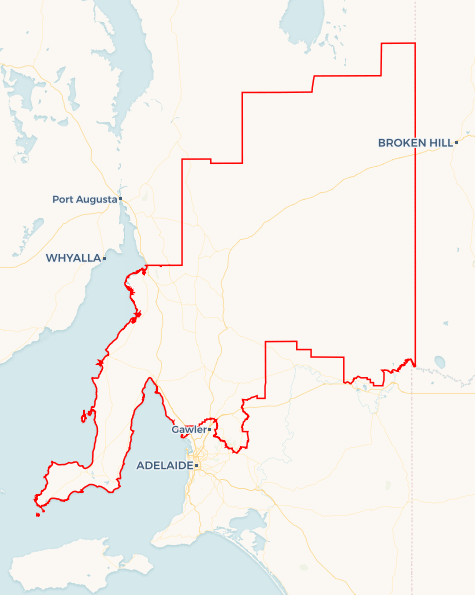 BROKEN HILL
Port Augusta
WHYALLA
Gawler
ADELAIDE